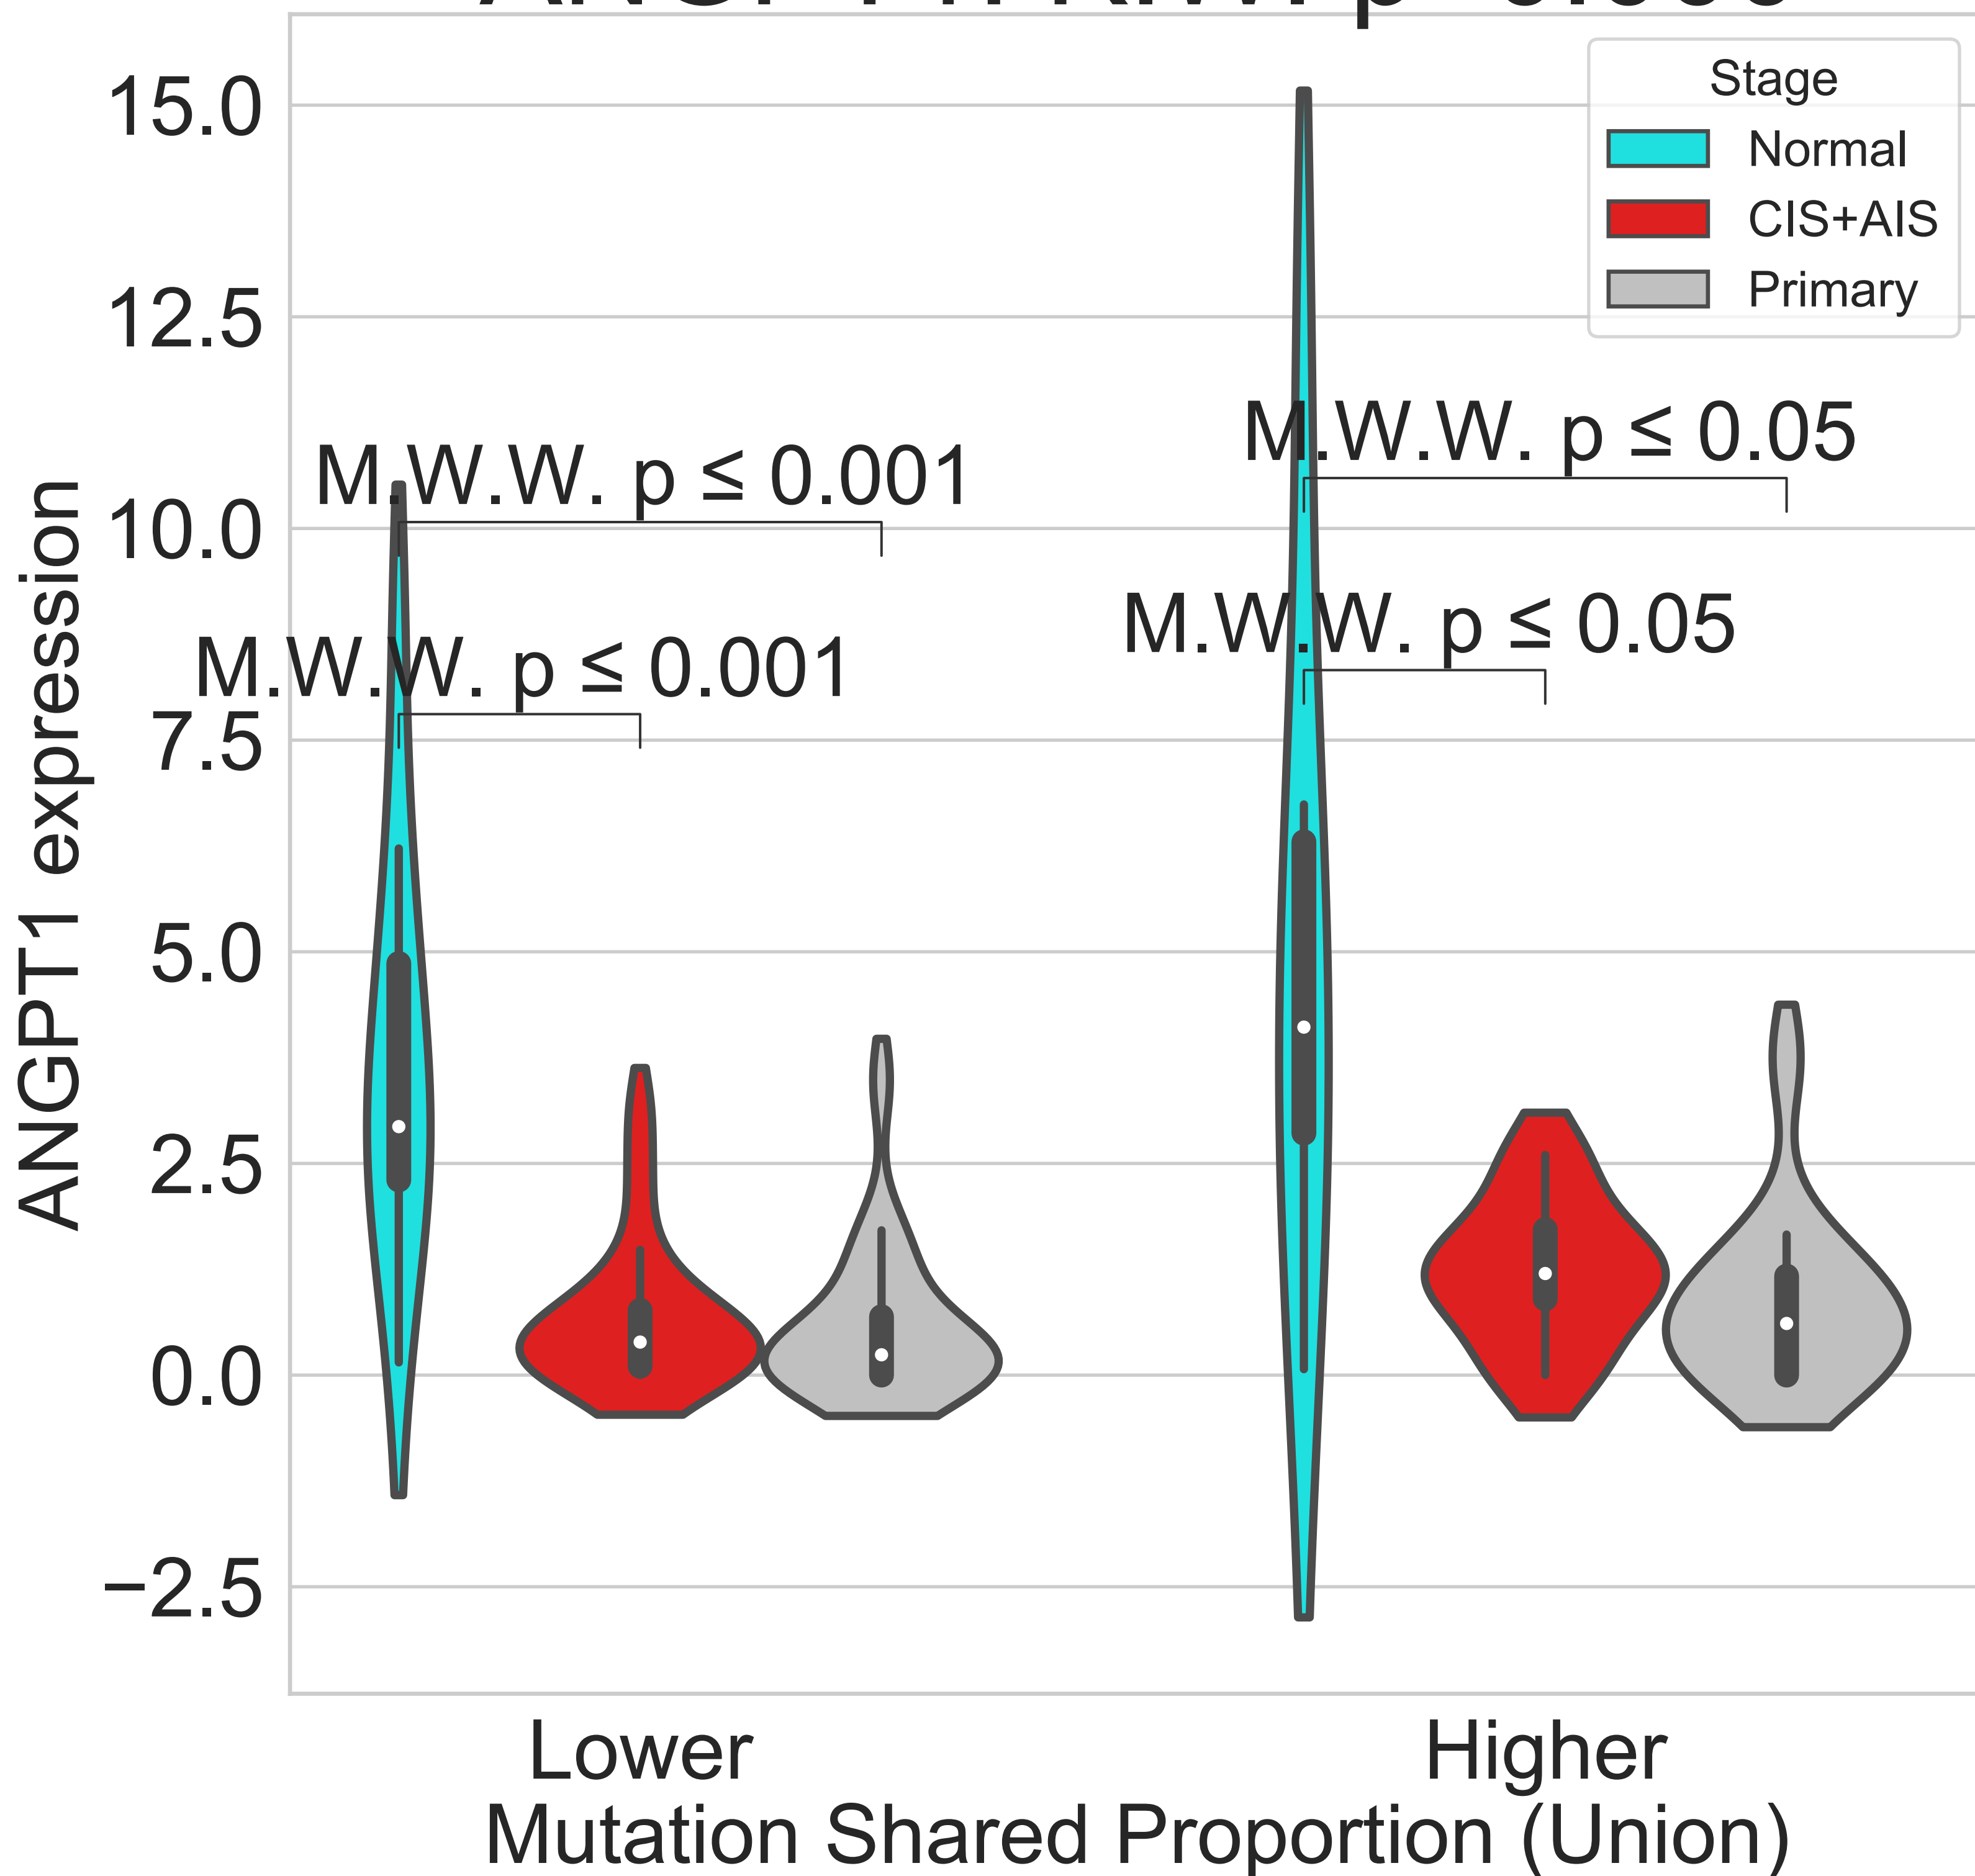 Stage
Normal
CIS+AIS
Primary
15.0
12.5
10.0
7.5
5.0
2.5
0.0
−2.5
ANGPT1 expression
M.W.W. p ≤ 0.001
M.W.W. p ≤ 0.001
M.W.W. p ≤ 0.05
M.W.W. p ≤ 0.05
Lower
Higher
Mutation Shared Proportion (Union)